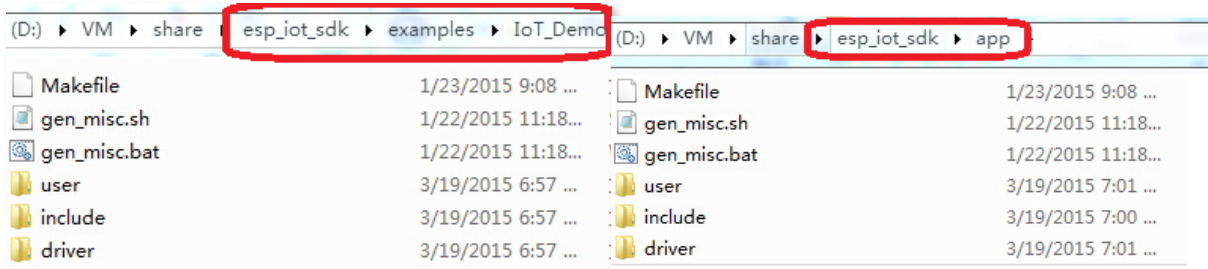 (D:) ▸ VM ▸ share ▸ esp_iot_sdk ▸ examples ▸ IoT_Demo
Makefile 1/23/2015 9:08 ...
gen_misc.sh 1/22/2015 11:18...
gen_misc.bat 1/22/2015 11:18...
user 3/19/2015 6:57 ...
include 3/19/2015 6:57 ...
driver 3/19/2015 6:57 ...
(D:) ▸ VM ▸ share ▸ esp_iot_sdk ▸ app
Makefile 1/23/2015 9:08 ...
gen_misc.sh 1/22/2015 11:18...
gen_misc.bat 1/22/2015 11:18...
user 3/19/2015 7:01 ...
include 3/19/2015 7:00 ...
driver 3/19/2015 7:01 ...